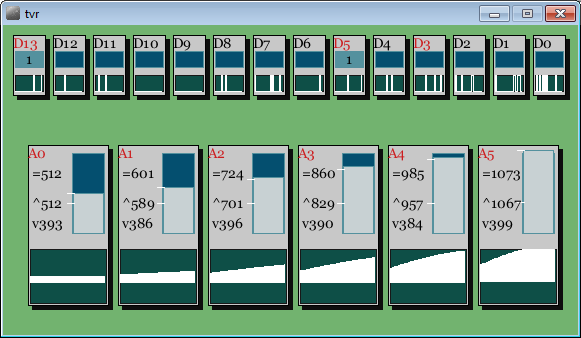 tvr
D13 D12 D11 D10 D9 D8 D7 D6 D5 D4 D3 D2 D1 D0
1 1
A0 A1 A2 A3 A4 A5
=512 =601 =724 =860 =985 =1073
^512 ^589 ^701 ^829 ^957 ^1067
v393 v386 v396 v390 v384 v399